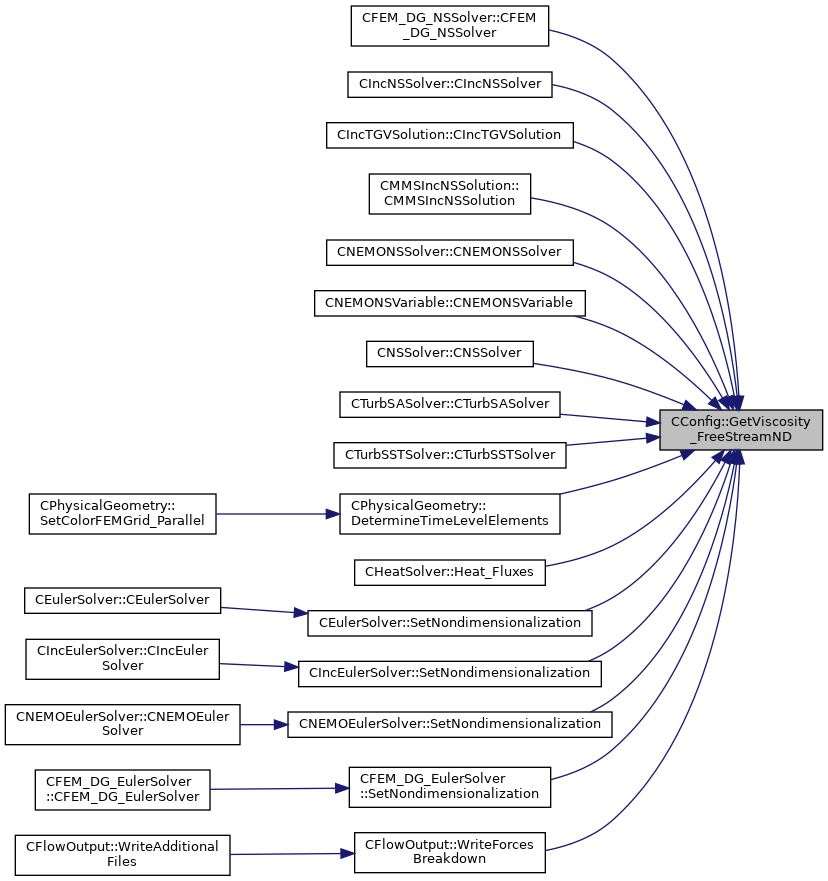 CFEM_DG_NSSolver::CFEM
_DG_NSSolver
CIncNSSolver::CIncNSSolver
CIncTGVSolution::CIncTGVSolution
CMMSIncNSSolution::
CMMSIncNSSolution
CNEMONSSolver::CNEMONSSolver
CNEMONSVariable::CNEMONSVariable
CNSSolver::CNSSolver
CTurbSASolver::CTurbSASolver
CConfig::GetViscosity
_FreeStreamND
CTurbSSTSolver::CTurbSSTSolver
CPhysicalGeometry::
SetColorFEMGrid_Parallel
CPhysicalGeometry::
DetermineTimeLevelElements
CHeatSolver::Heat_Fluxes
CEulerSolver::CEulerSolver
CEulerSolver::SetNondimensionalization
CIncEulerSolver::CIncEuler
Solver
CIncEulerSolver::SetNondimensionalization
CNEMOEulerSolver::CNEMOEuler
Solver
CNEMOEulerSolver::SetNondimensionalization
CFEM_DG_EulerSolver
::CFEM_DG_EulerSolver
CFEM_DG_EulerSolver
::SetNondimensionalization
CFlowOutput::WriteAdditional
Files
CFlowOutput::WriteForces
Breakdown